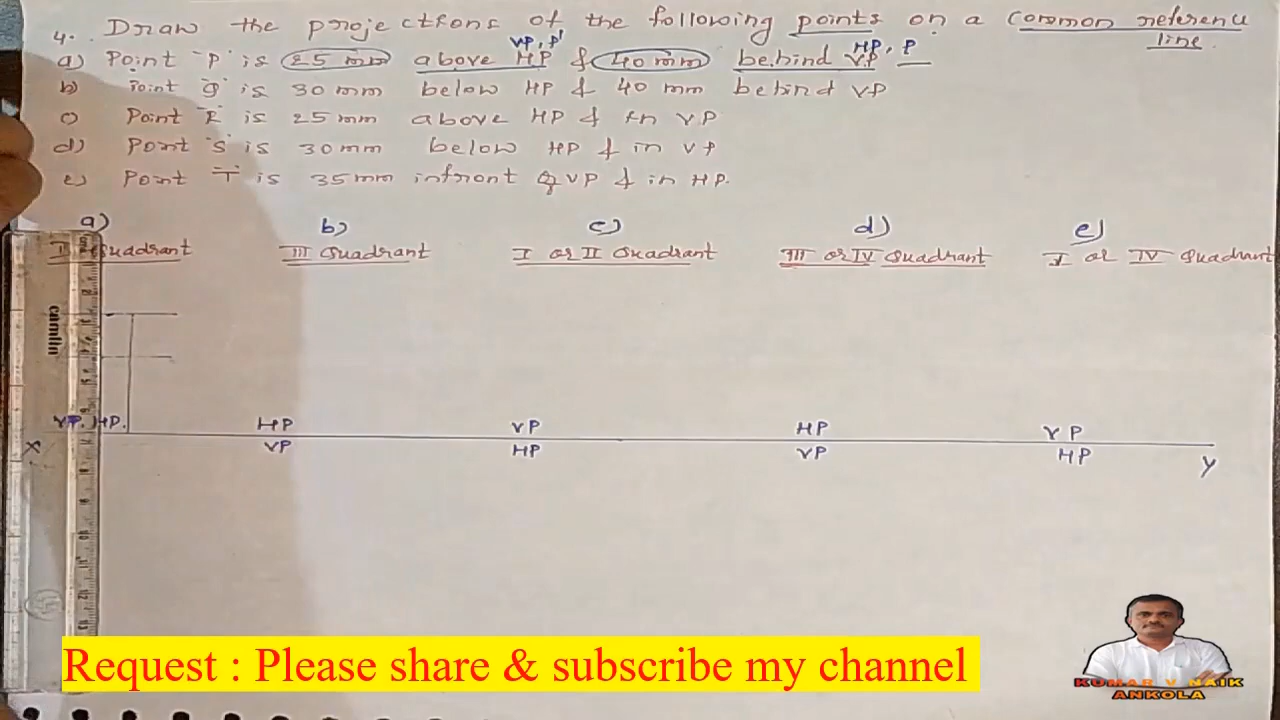 4. Draw the projections of the following points on a common reference line.
VP, p' HP, p
a) Point 'P' is 25 mm above HP & 40 mm behind VP
b) Point 'Q' is 30 mm below HP & 40 mm behind VP
c) Point 'R' is 25 mm above HP & in VP
d) Point 'S' is 30 mm below HP & in VP
e) Point 'T' is 35 mm infront of VP & in HP.
a) b) c) d) e)
Quadrant III Quadrant I or II Quadrant III or IV Quadrant I or IV Quadrant
camlin
VP. HP. HP VP HP VP
X VP HP VP HP Y
Request : Please share & subscribe my channel
KUMAR V NAIK
ANKOLA